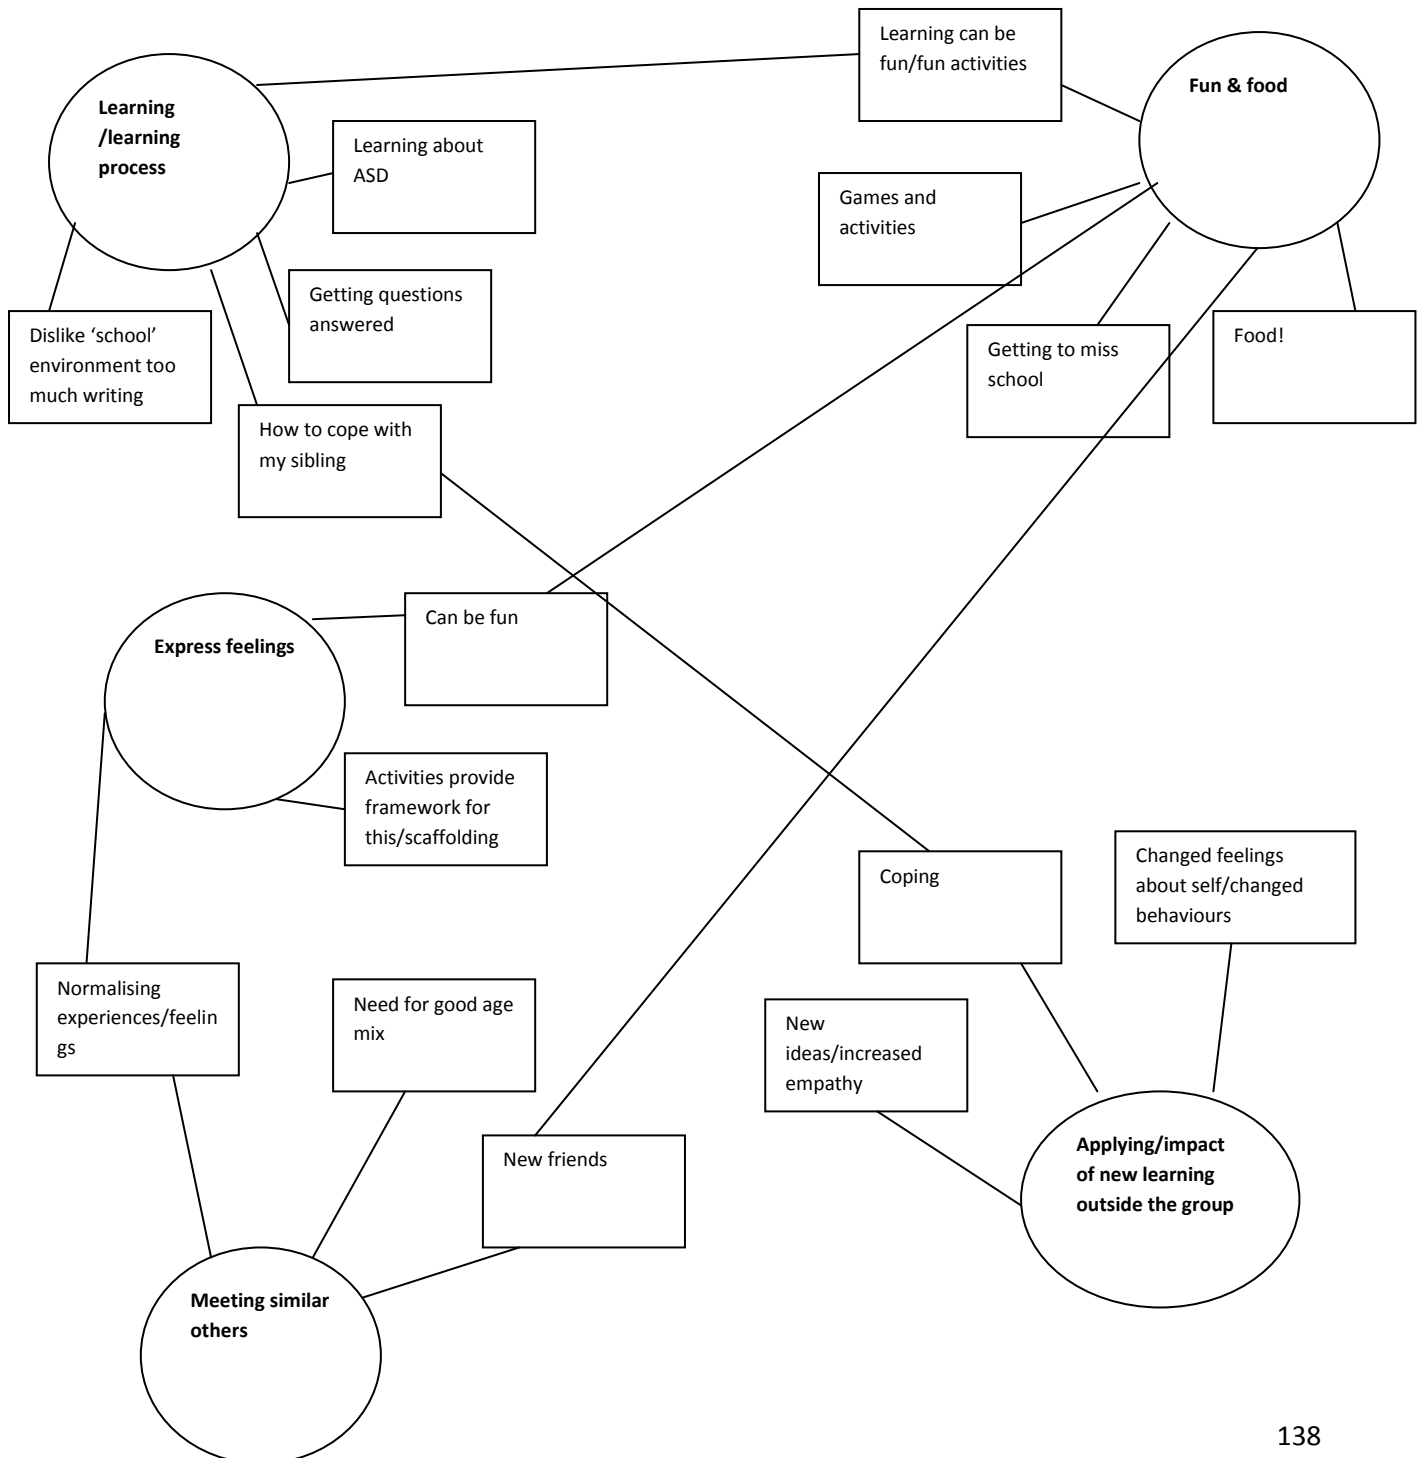 Learning can be
fun/fun activities
Fun & food
Learning
/learning
process
Learning about
ASD
Games and
activities
Getting questions
answered
Dislike ‘school’
environment too
much writing
Getting to miss
school
Food!
How to cope with
my sibling
Can be fun
Express feelings
Activities provide
framework for
this/scaffolding
Coping
Changed feelings
about self/changed
behaviours
Normalising
experiences/feelin
gs
Need for good age
mix
New
ideas/increased
empathy
New friends
Applying/impact
of new learning
outside the group
Meeting similar
others
138